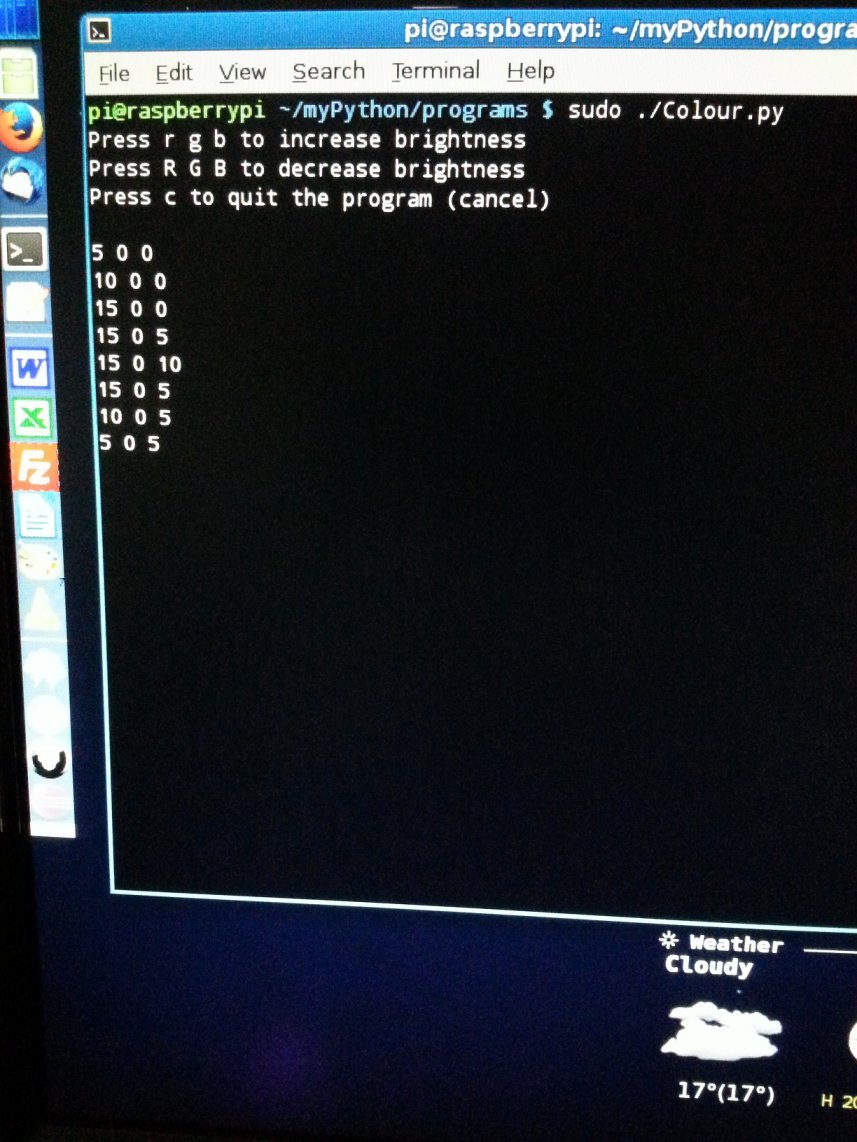 pi@raspberrypi: ~/myPython/progra
File Edit View Search Terminal Help
pi@raspberrypi ~/myPython/programs $ sudo ./Colour.py
Press r g b to increase brightness
Press R G B to decrease brightness
Press c to quit the program (cancel)
5 0 0
10 0 0
15 0 0
15 0 5
15 0 10
15 0 5
10 0 5
5 0 5
>_
W
X
Fz
Weather
Cloudy
17°(17°)
H 20